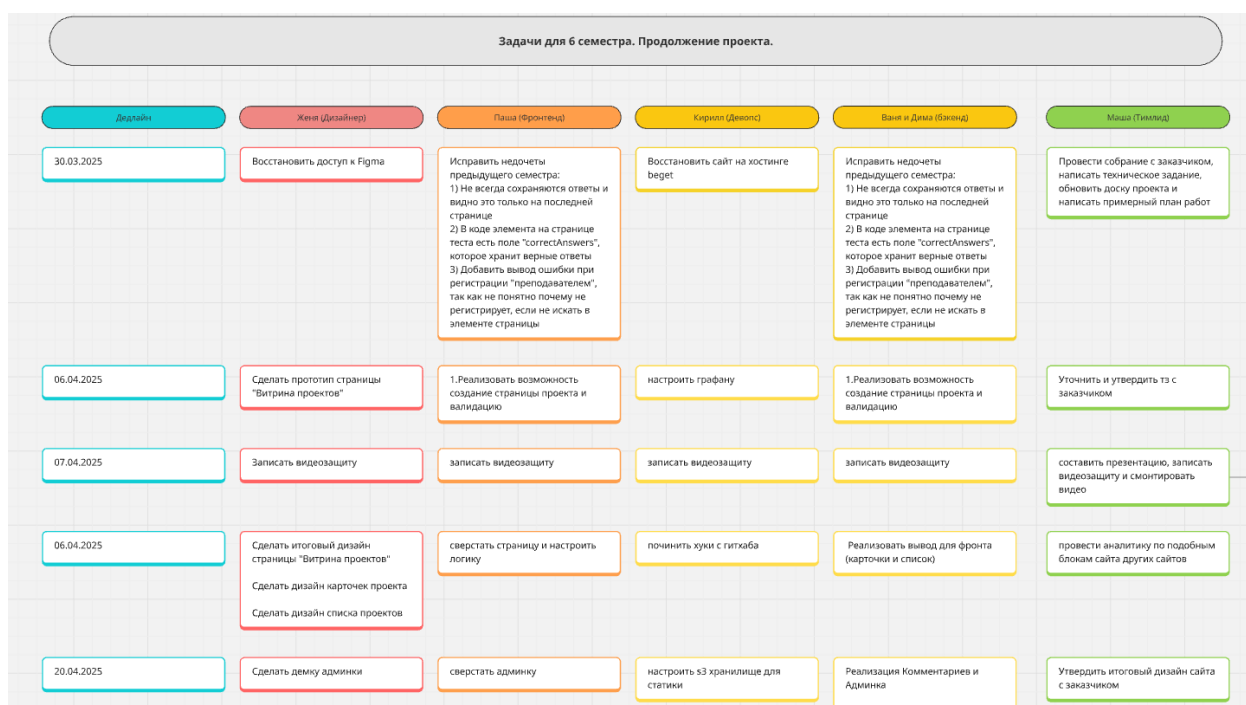 Задачи для 6 семестра. Продолжение проекта.
Дедлайн
Женя (Дизайнер)
Паша (Фронтенд)
Кирилл (Девопс)
Ваня и Дима (бэкенд)
Маша (Тимлид)
30.03.2025
Восстановить доступ к Figma
Исправить недочеты
предыдущего семестра:
1) Не всегда сохраняются ответы и
видно это только на последней
странице
2) В коде элемента на странице
теста есть поле "correctAnswers",
которое хранит верные ответы
3) Добавить вывод ошибки при
регистрации "преподавателем",
так как не понятно почему не
регистрирует, если не искать в
элементе страницы
Восстановить сайт на хостинге
beget
Исправить недочеты
предыдущего семестра:
1) Не всегда сохраняются ответы и
видно это только на последней
странице
2) В коде элемента на странице
теста есть поле "correctAnswers",
которое хранит верные ответы
3) Добавить вывод ошибки при
регистрации "преподавателем",
так как не понятно почему не
регистрирует, если не искать в
элементе страницы
Провести собрание с заказчиком,
написать техническое задание,
обновить доску проекта и
написать примерный план работ
06.04.2025
Сделать прототип страницы
"Витрина проектов"
1.Реализовать возможность
создание страницы проекта и
валидацию
настроить графану
1.Реализовать возможность
создание страницы проекта и
валидацию
Уточнить и утвердить тз с
заказчиком
07.04.2025
Записать видеозащиту
записать видеозащиту
записать видеозащиту
записать видеозащиту
составить презентацию, записать
видеозащиту и смонтировать
видео
06.04.2025
Сделать итоговый дизайн
страницы "Витрина проектов"
Сделать дизайн карточек проекта
Сделать дизайн списка проектов
сверстать страницу и настроить
логику
починить хуки с гитхаба
Реализовать вывод для фронта
(карточки и список)
провести аналитику по подобным
блокам сайта других сайтов
20.04.2025
Сделать демку админки
сверстать админку
настроить s3 хранилище для
статики
Реализация Комментариев и
Админка
Утвердить итоговый дизайн сайта
с заказчиком